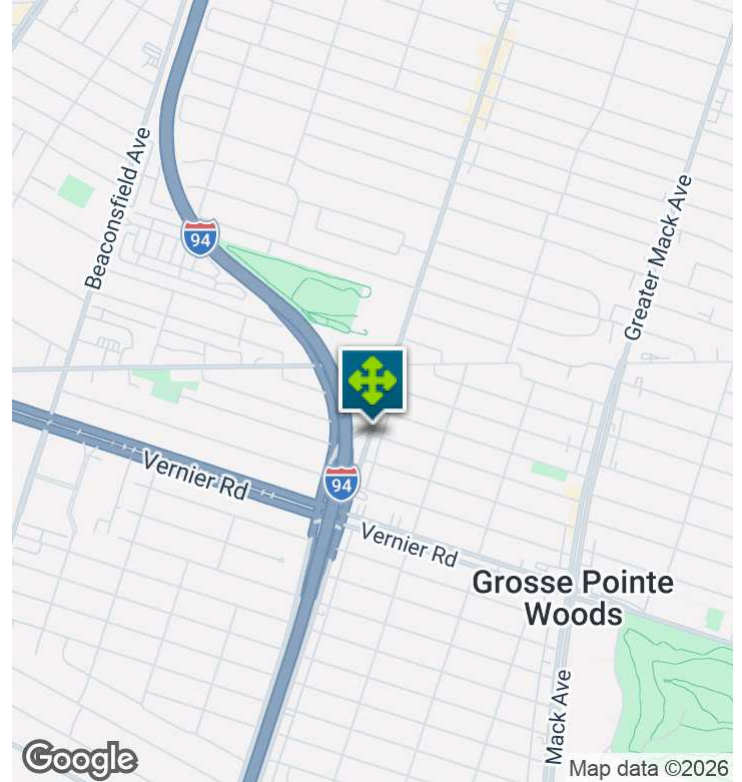 Beaconsfield Ave
94
Greater Mack Ave
94
Vernier Rd
Vernier Rd
Grosse Pointe
Woods
Mack Ave
Google
Map data ©2026